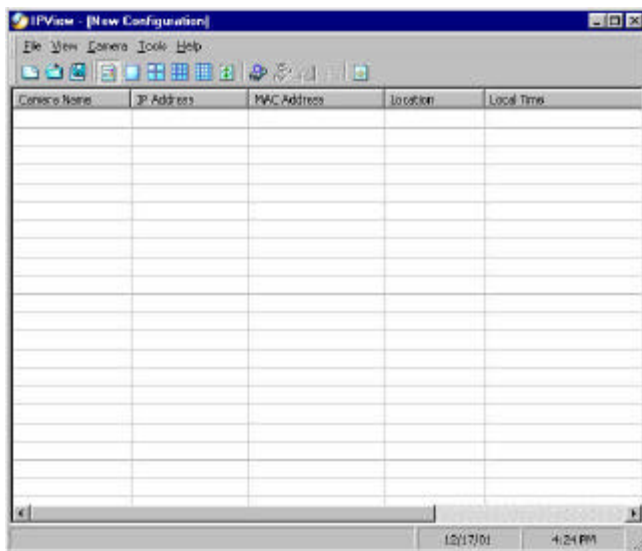 IPView - [New Configuration]
File View Camera Tools Help
Camera Name IP Address MAC Address Location Local Time
12/17/01 4:24 PM